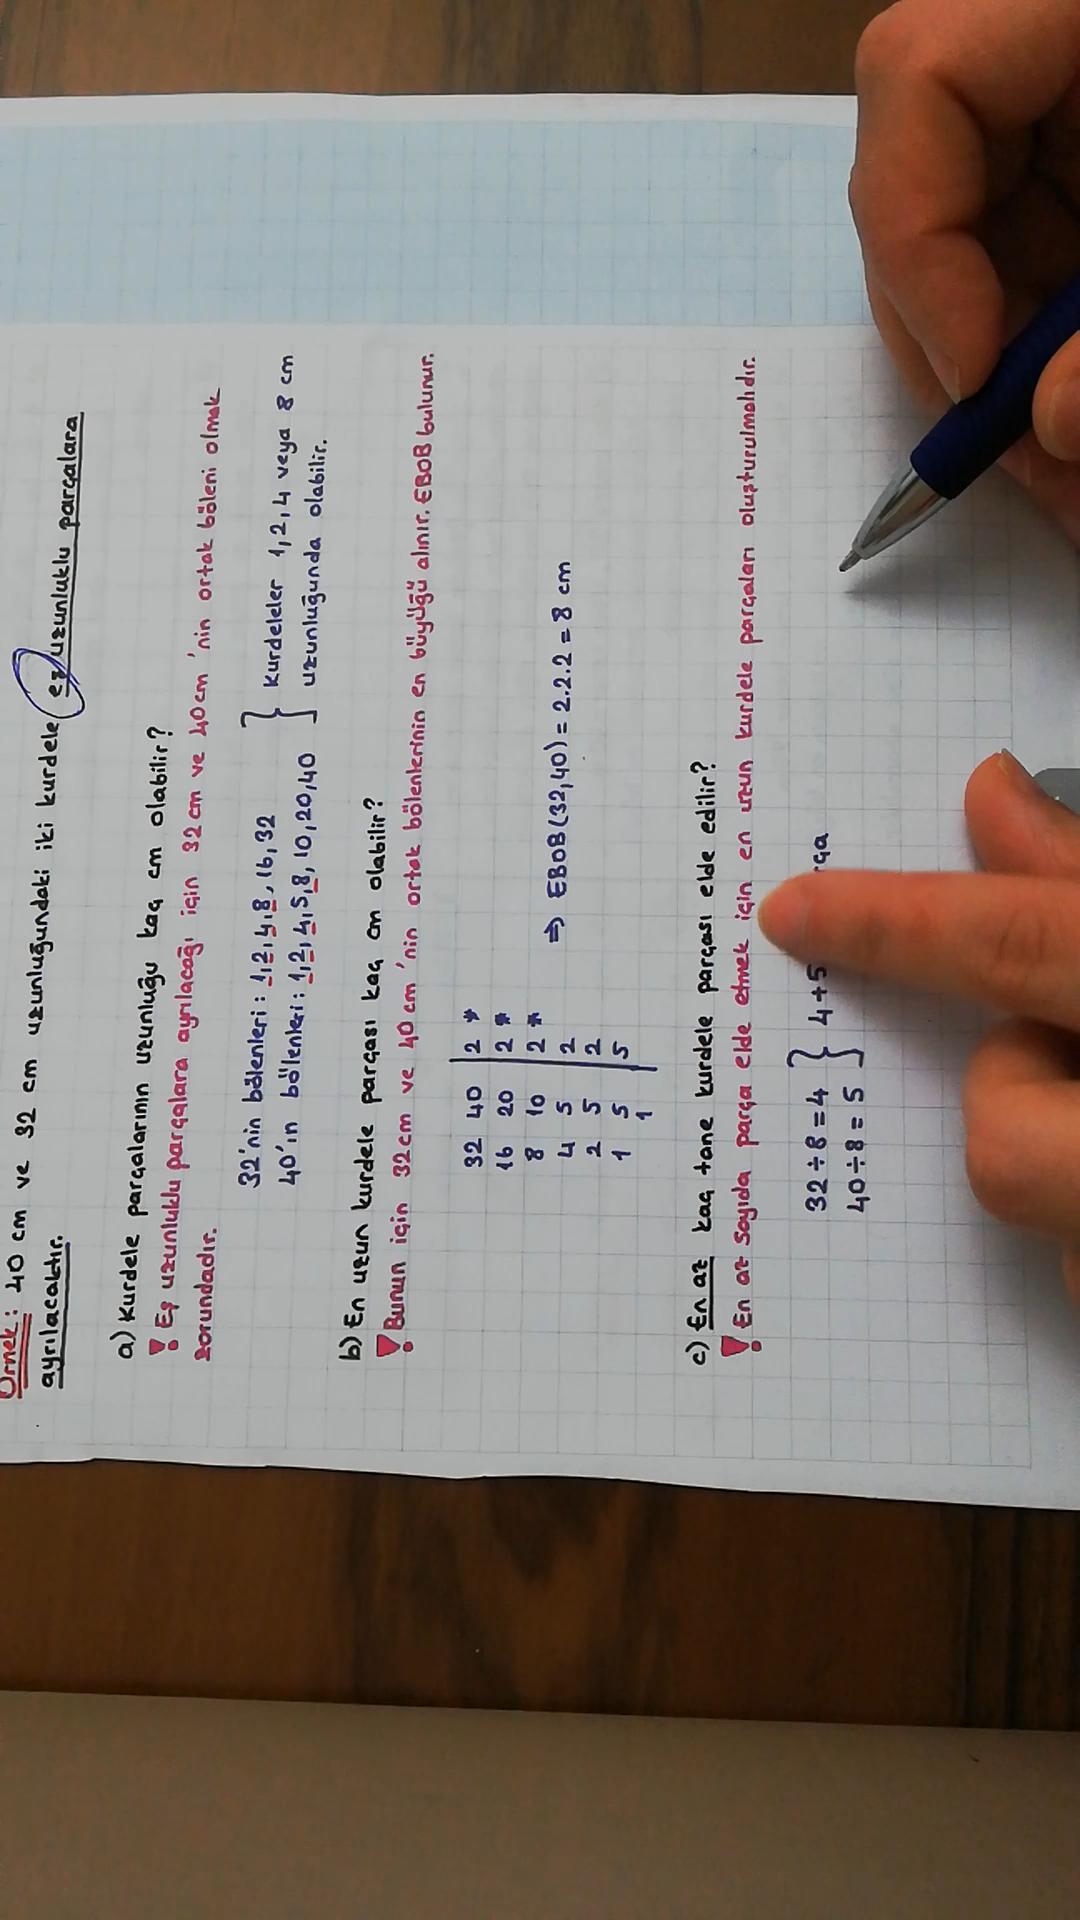 Örnek: 40 cm ve 32 cm uzunluğundaki iki kurdele eş uzunluklu parçalara
ayrılacaktır.
a) Kurdele parçalarının uzunluğu kaç cm olabilir?
! Eş uzunluklu parçalara ayrılacağı için 32 cm ve 40 cm 'nin ortak böleni olmak
zorundadır.
32'nin bölenleri: 1, 2, 4, 8, 16, 32
40'ın bölenleri: 1, 2, 4, 5, 8, 10, 20, 40
} Kurdeleler 1, 2, 4 veya 8 cm
uzunluğunda olabilir.
b) En uzun kurdele parçası kaç cm olabilir?
! Bunun için 32 cm ve 40 cm 'nin ortak bölenlerinin en büyüğü alınır. EBOB bulunur.
32 40 | 2 *
16 20 | 2 *
8 10 | 2 *
4 5 | 2
2 5 | 2
1 5 | 5
1
⇒ EBOB(32,40) = 2.2.2 = 8 cm
c) En az kaç tane kurdele parçası elde edilir?
! En az sayıda parça elde etmek için en uzun kurdele parçaları oluşturulmalıdır.
32÷8=4
40÷8=5
} 4+5